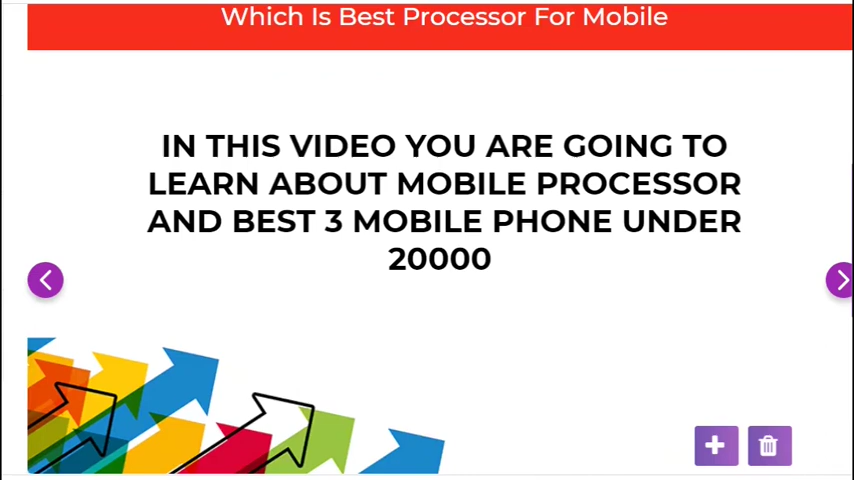 Which Is Best Processor For Mobile
IN THIS VIDEO YOU ARE GOING TO
LEARN ABOUT MOBILE PROCESSOR
AND BEST 3 MOBILE PHONE UNDER
20000